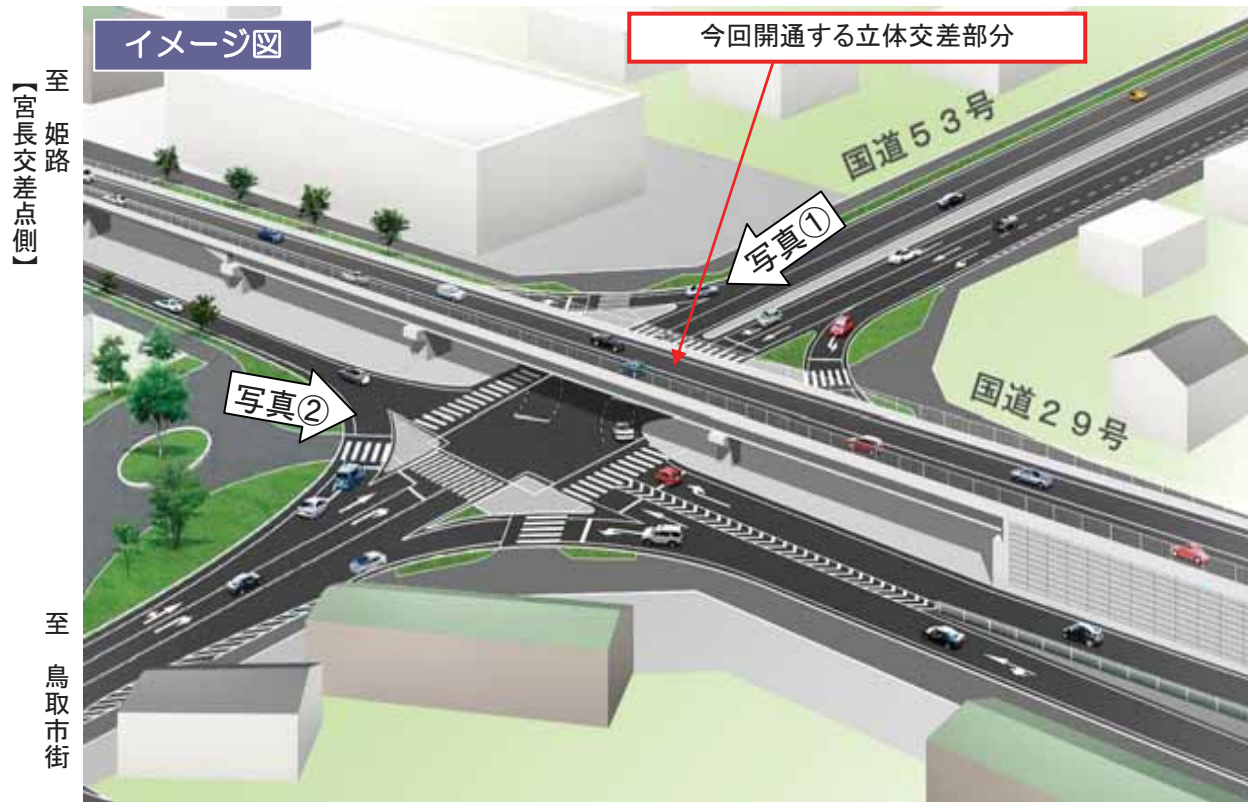 イメージ図
今回開通する立体交差部分
至 姫路
【宮長交差点側】
国道53号
写真①
国道29号
写真②
至 鳥取市街